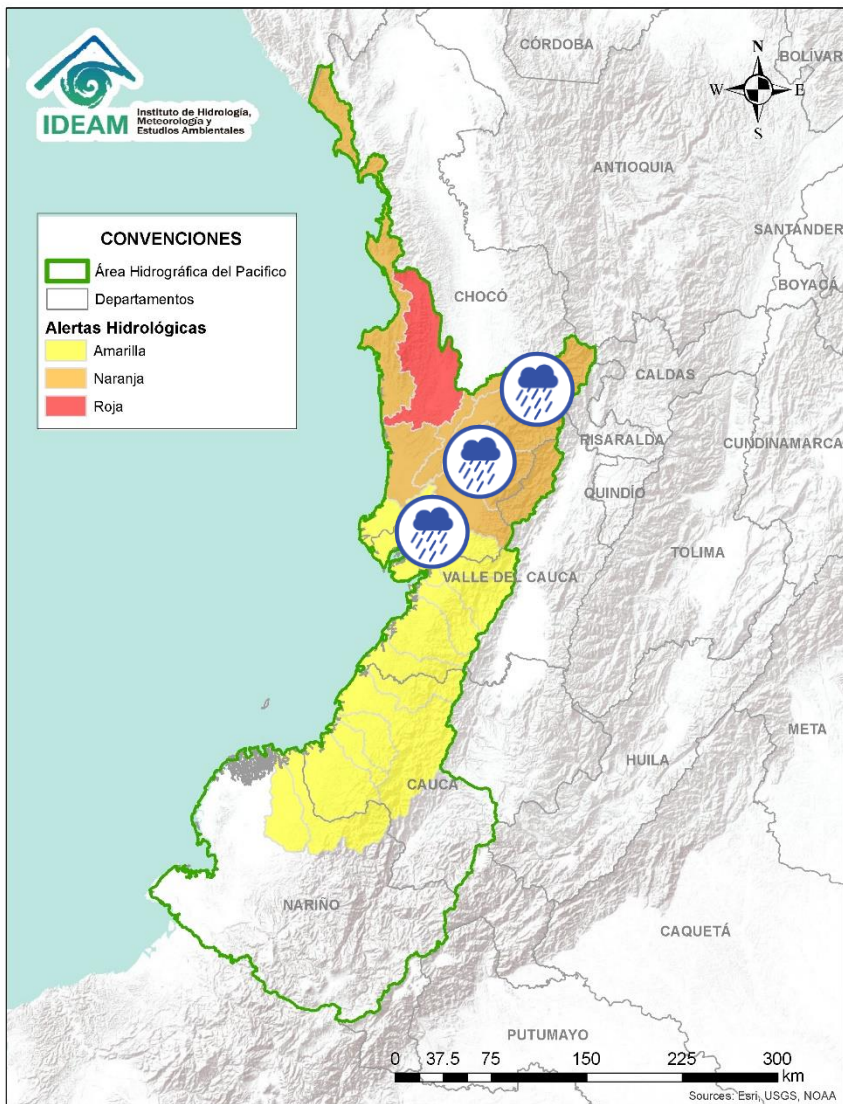 IDEAM
Instituto de Hidrología,
Meteorología y
Estudios Ambientales
CÓRDOBA
BOLÍVAR
N
W
E
S
ANTIOQUIA
SANTANDER
BOYACÁ
CONVENCIONES
Área Hidrográfica del Pacifico
Departamentos
Alertas Hidrológicas
Amarilla
Naranja
Roja
CHOCÓ
CALDAS
RISARALDA
CUNDINAMARCA
QUINDÍO
TOLIMA
VALLE DEL CAUCA
META
HUILA
CAUCA
NARIÑO
CAQUETÁ
PUTUMAYO
0 37.5 75 150 225 300
km
Sources: Esri, USGS, NOAA